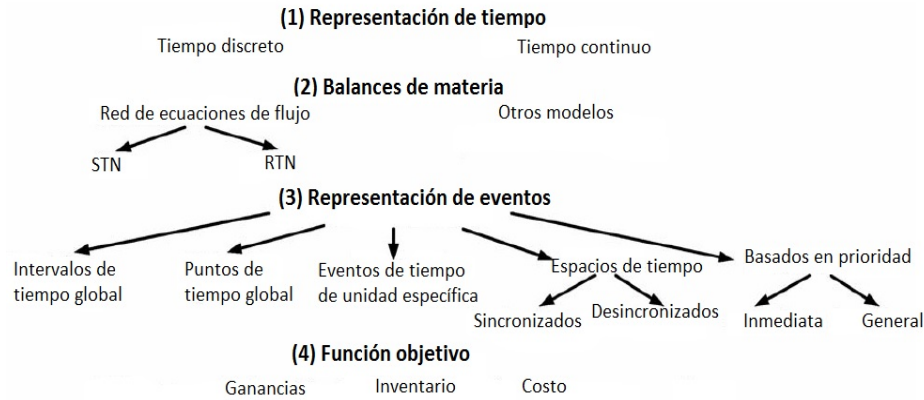 (1) Representación de tiempo
Tiempo discreto
Tiempo continuo
(2) Balances de materia
Red de ecuaciones de flujo
Otros modelos
STN
RTN
(3) Representación de eventos
Intervalos de
tiempo global
Puntos de
tiempo global
Eventos de tiempo
de unidad específica
Espacios de tiempo
Basados en prioridad
Sincronizados
Desincronizados
Inmediata
General
(4) Función objetivo
Ganancias
Inventario
Costo